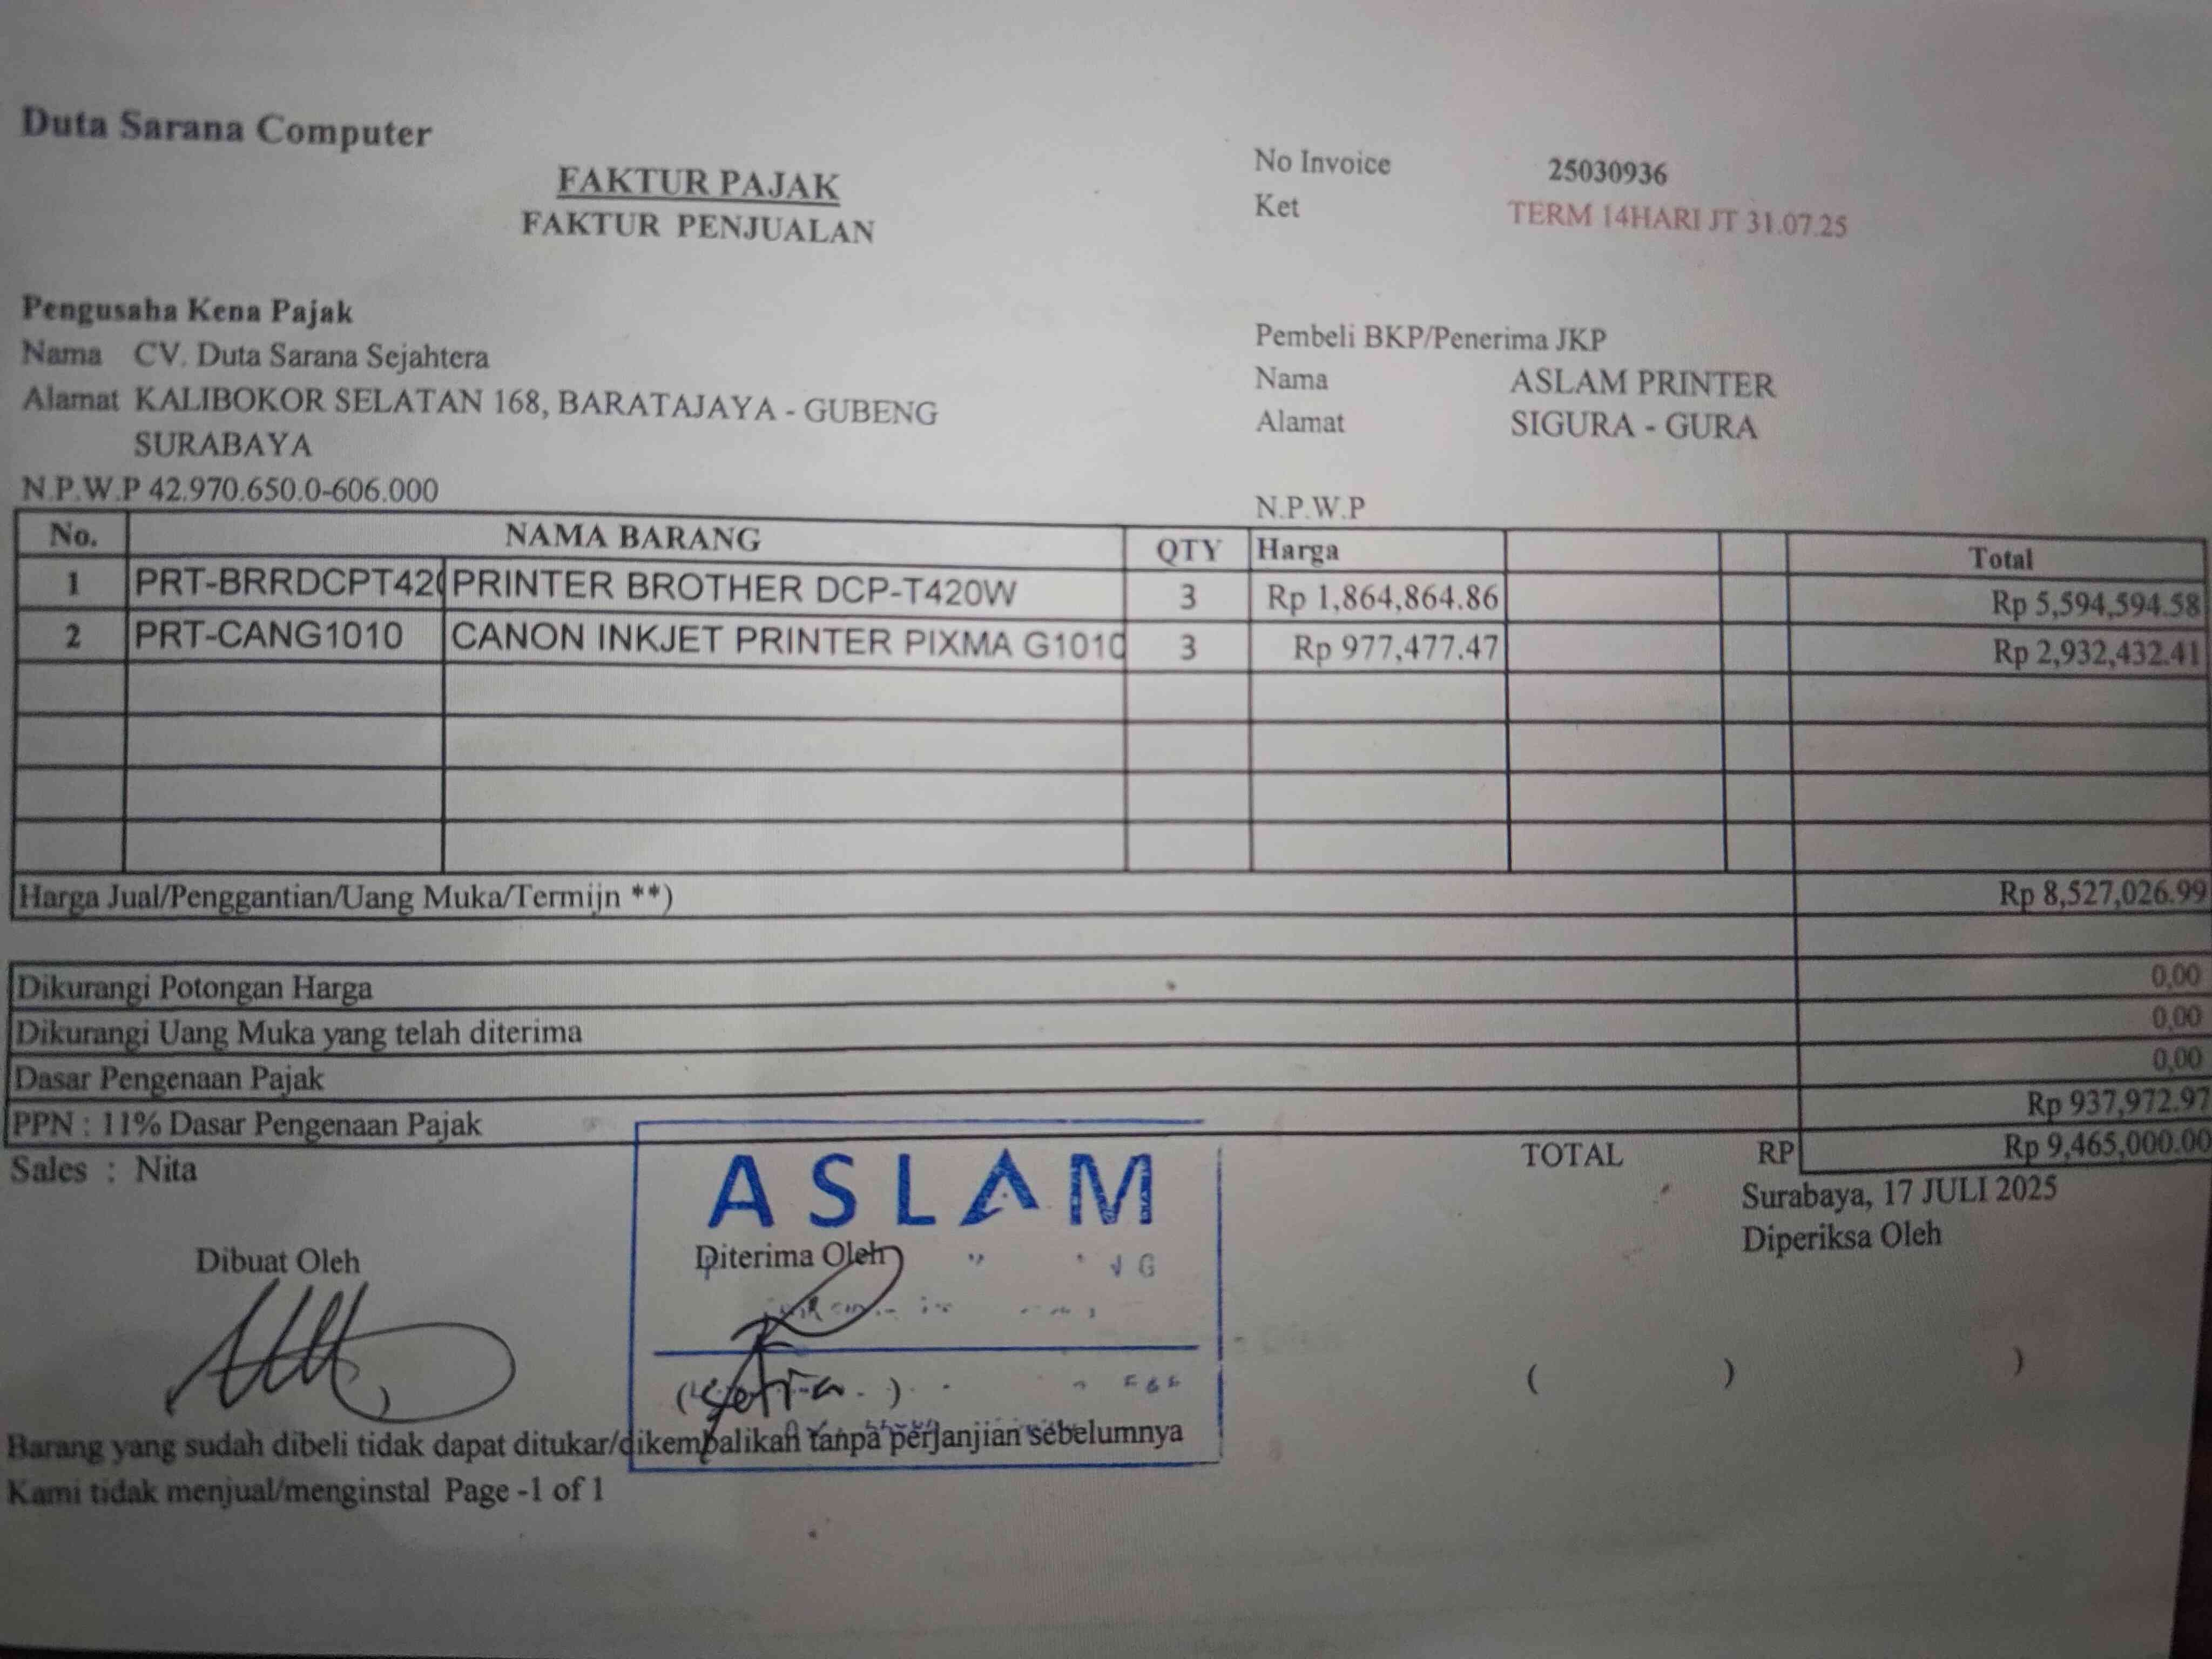 Duta Sarana Computer
FAKTUR PAJAK
FAKTUR PENJUALAN
No Invoice 25030936
Ket TERM 14HARI JT 31.07.25
Pengusaha Kena Pajak
Nama CV. Duta Sarana Sejahtera
Alamat KALIBOKOR SELATAN 168, BARATAJAYA - GUBENG
SURABAYA
N.P.W.P 42.970.650.0-606.000
Pembeli BKP/Penerima JKP
Nama ASLAM PRINTER
Alamat SIGURA - GURA
N.P.W.P
No. NAMA BARANG QTY Harga Total
1 PRT-BRRDCPT420 PRINTER BROTHER DCP-T420W 3 Rp 1,864,864.86 Rp 5,594,594.58
2 PRT-CANG1010 CANON INKJET PRINTER PIXMA G1010 3 Rp 977,477.47 Rp 2,932,432.41
Harga Jual/Penggantian/Uang Muka/Termijn **) Rp 8,527,026.99
Dikurangi Potongan Harga 0,00
Dikurangi Uang Muka yang telah diterima 0,00
Dasar Pengenaan Pajak 0,00
PPN : 11% Dasar Pengenaan Pajak Rp 937,972.97
TOTAL RP Rp 9,465,000.00
Sales : Nita
Surabaya, 17 JULI 2025
Diperiksa Oleh
ASLAM
Dibuat Oleh
Diterima Oleh
( ) )
Barang yang sudah dibeli tidak dapat ditukar/dikembalikan tanpa perjanjian sebelumnya
Kami tidak menjual/menginstal Page -1 of 1